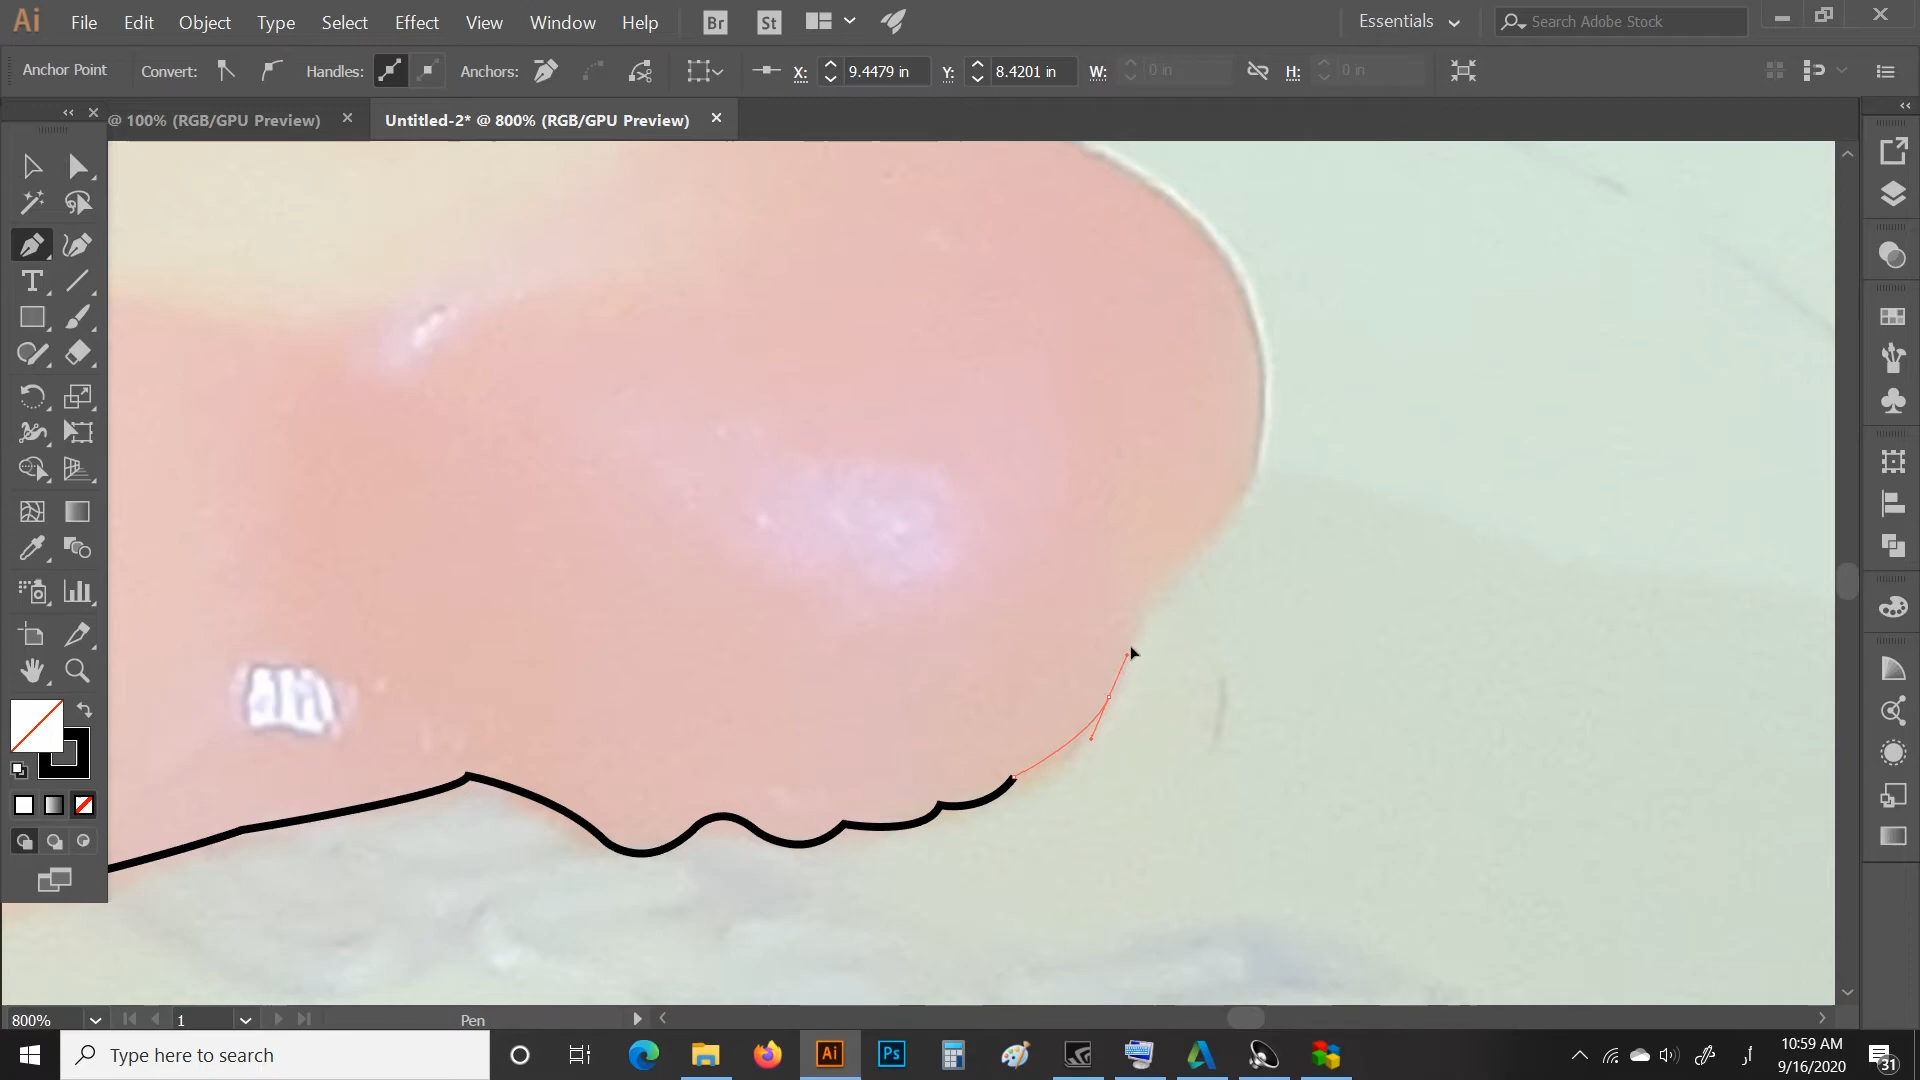 Ai File Edit Object Type Select Effect View Window Help Br St Essentials Search Adobe Stock
Anchor Point Convert: Handles: Anchors: X: 9.4479 in Y: 8.4201 in W: 0 in H: 0 in
@ 100% (RGB/GPU Preview) Untitled-2* @ 800% (RGB/GPU Preview)
800% 1 Pen
Type here to search Ai Ps 10:59 AM
9/16/2020 31